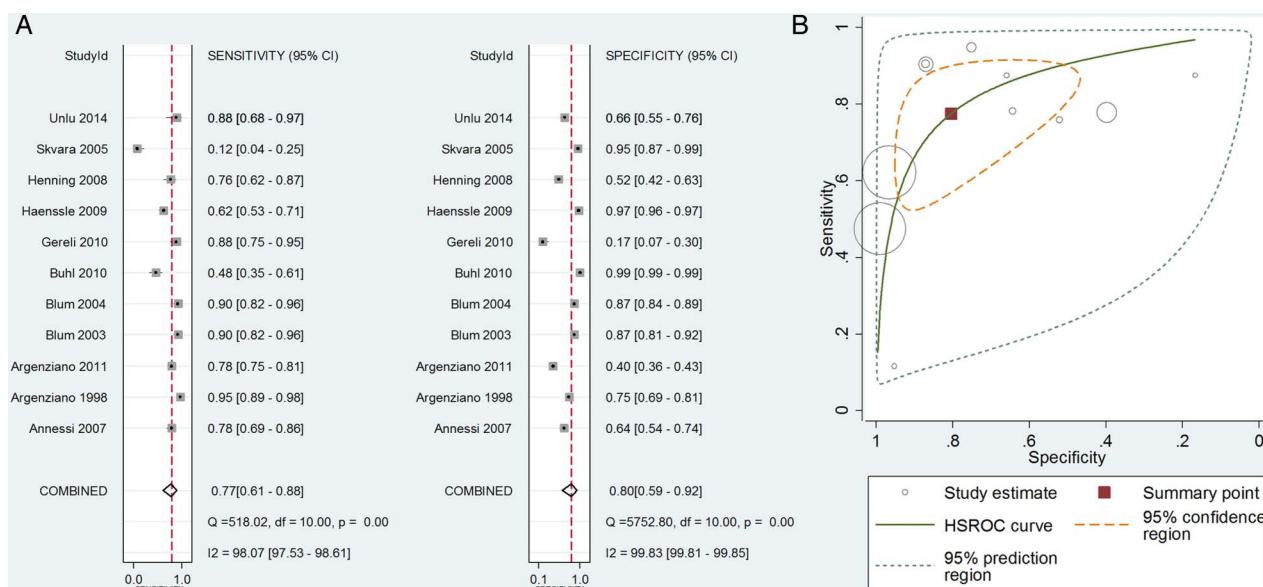 A
StudyId SENSITIVITY (95% CI)
Unlu 2014 0.88 [0.68 - 0.97]
Skvara 2005 0.12 [0.04 - 0.25]
Henning 2008 0.76 [0.62 - 0.87]
Haenssle 2009 0.62 [0.53 - 0.71]
Gereli 2010 0.88 [0.75 - 0.95]
Buhl 2010 0.48 [0.35 - 0.61]
Blum 2004 0.90 [0.82 - 0.96]
Blum 2003 0.90 [0.82 - 0.96]
Argenziano 2011 0.78 [0.75 - 0.81]
Argenziano 1998 0.95 [0.89 - 0.98]
Annessi 2007 0.78 [0.69 - 0.86]
COMBINED 0.77[0.61 - 0.88]
Q =518.02, df = 10.00, p = 0.00
I2 = 98.07 [97.53 - 98.61]
0.0 1.0
StudyId SPECIFICITY (95% CI)
Unlu 2014 0.66 [0.55 - 0.76]
Skvara 2005 0.95 [0.87 - 0.99]
Henning 2008 0.52 [0.42 - 0.63]
Haenssle 2009 0.97 [0.96 - 0.97]
Gereli 2010 0.17 [0.07 - 0.30]
Buhl 2010 0.99 [0.99 - 0.99]
Blum 2004 0.87 [0.84 - 0.89]
Blum 2003 0.87 [0.81 - 0.92]
Argenziano 2011 0.40 [0.36 - 0.43]
Argenziano 1998 0.75 [0.69 - 0.81]
Annessi 2007 0.64 [0.54 - 0.74]
COMBINED 0.80[0.59 - 0.92]
Q =5752.80, df = 10.00, p = 0.00
I2 = 99.83 [99.81 - 99.85]
0.1 1.0
B
1
.8
.6
.4
.2
0
Sensitivity
1 .8 .6 .4 .2 0
Specificity
Study estimate
Summary point
HSROC curve
95% confidence
region
95% prediction
region